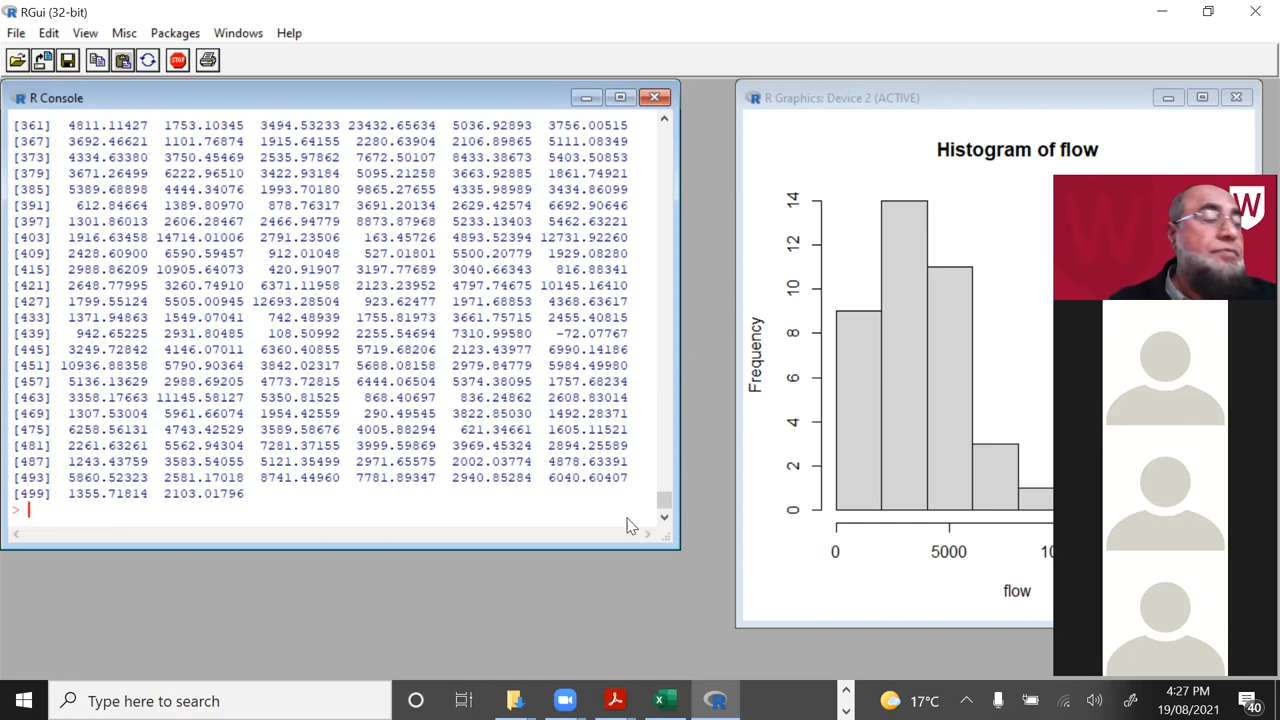 RGui (32-bit)
File Edit View Misc Packages Windows Help
STOP
R Console
[361] 4811.11427 1753.10345 3494.53233 23432.65634 5036.92893 3756.00515
[367] 3692.46621 1101.76874 1915.64155 2280.63904 2106.89865 5111.08349
[373] 4334.63380 3750.45469 2535.97862 7672.50107 8433.38673 5403.50853
[379] 3671.26499 6222.96510 3422.93184 5095.21258 3663.92885 1861.74921
[385] 5389.68898 4444.34076 1993.70180 9865.27655 4335.98989 3434.86099
[391] 612.84664 1389.80970 878.76317 3691.20134 2629.42574 6692.90646
[397] 1301.86013 2606.28467 2466.94779 8873.87968 5233.13403 5462.63221
[403] 1916.63458 14714.01006 2791.23506 163.45726 4893.52394 12731.92260
[409] 2428.60900 6590.59457 912.01048 527.01801 5500.20779 1929.08280
[415] 2988.86209 10905.64073 420.91907 3197.77689 3040.66343 816.88341
[421] 2648.77995 3260.74910 6371.11958 2123.23952 4797.74675 10145.16410
[427] 1799.55124 5505.00945 12693.28504 923.62477 1971.68853 4368.63617
[433] 1371.94863 1549.07041 742.48939 1755.81973 3661.75715 2455.40815
[439] 942.65225 2931.80485 108.50992 2255.54694 7310.99580 -72.07767
[445] 3249.72842 4146.07011 6360.40855 5719.68206 2123.43977 6990.14186
[451] 10936.88358 5790.90364 3842.02317 5688.08158 2979.84779 5984.49980
[457] 5136.13629 2988.69205 4773.72815 6444.06504 5374.38095 1757.68234
[463] 3358.17663 11145.58127 5350.81525 868.40697 836.24862 2608.83014
[469] 1307.53004 5961.66074 1954.42559 290.49545 3822.85030 1492.28371
[475] 6258.56131 4743.42529 3589.58676 4005.88294 621.34661 1605.11521
[481] 2261.63261 5562.94304 7281.37155 3999.59869 3969.45324 2894.25589
[487] 1243.43759 3583.54055 5121.35499 2971.65575 2002.03774 4878.63391
[493] 5860.52323 2581.17018 8741.44960 7781.89347 2940.85284 6040.60407
[499] 1355.71814 2103.01796
>
R Graphics: Device 2 (ACTIVE)
Histogram of flow
Frequency
14
12
10
8
6
4
2
0
0 5000
flow
W
Type here to search
17°C
4:27 PM
19/08/2021
40